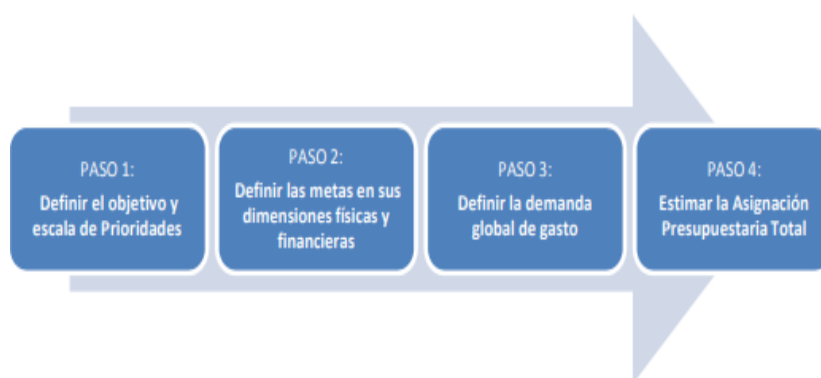 PASO 1:
Definir el objetivo y
escala de Prioridades
PASO 2:
Definir las metas en sus
dimensiones físicas y
financieras
PASO 3:
Definir la demanda
global de gasto
PASO 4:
Estimar la Asignación
Presupuestaria Total